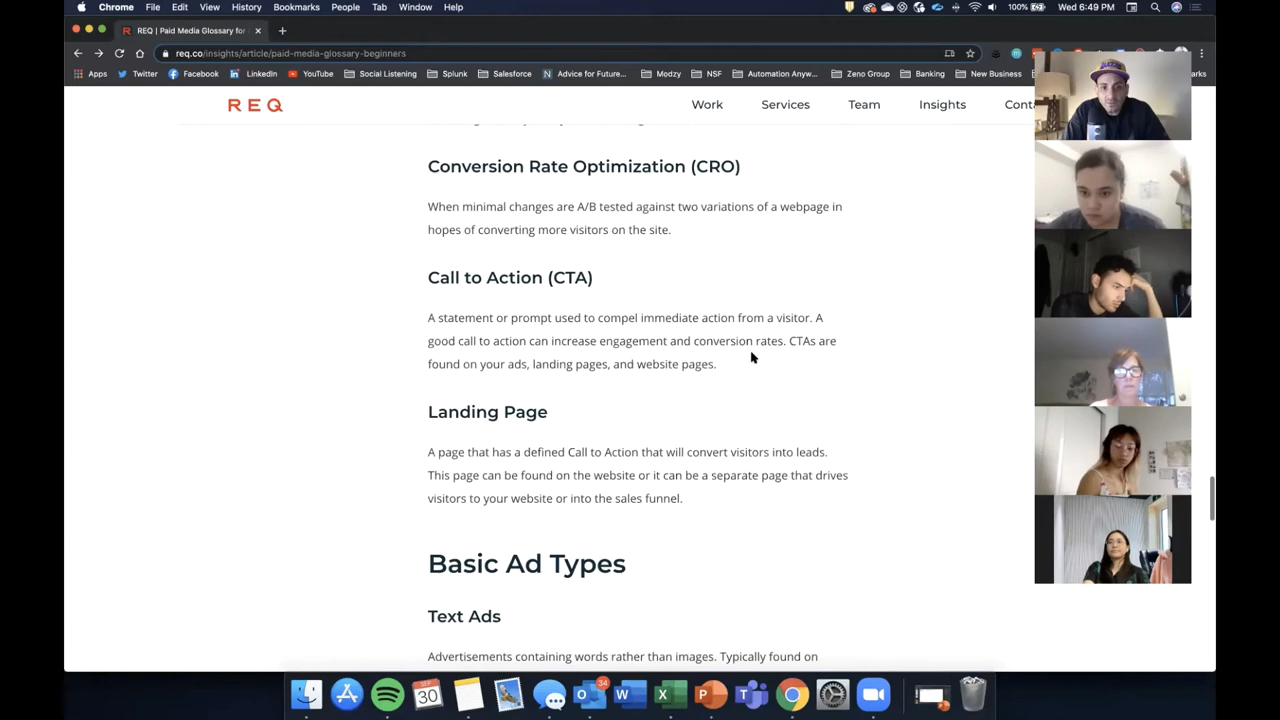 Chrome File Edit View History Bookmarks People Tab Window Help 100% Wed 6:49 PM
REQ | Paid Media Glossary for
req.co/insights/article/paid-media-glossary-beginners
Apps Twitter Facebook LinkedIn YouTube Social Listening Splunk Salesforce Advice for Future... Modzy NSF Automation Anyw... Zeno Group Banking New Business
REQ Work Services Team Insights
Conversion Rate Optimization (CRO)
When minimal changes are A/B tested against two variations of a webpage in
hopes of converting more visitors on the site.
Call to Action (CTA)
A statement or prompt used to compel immediate action from a visitor. A
good call to action can increase engagement and conversion rates. CTAs are
found on your ads, landing pages, and website pages.
Landing Page
A page that has a defined Call to Action that will convert visitors into leads.
This page can be found on the website or it can be a separate page that drives
visitors to your website or into the sales funnel.
Basic Ad Types
Text Ads
Advertisements containing words rather than images. Typically found on
SEP
30
34